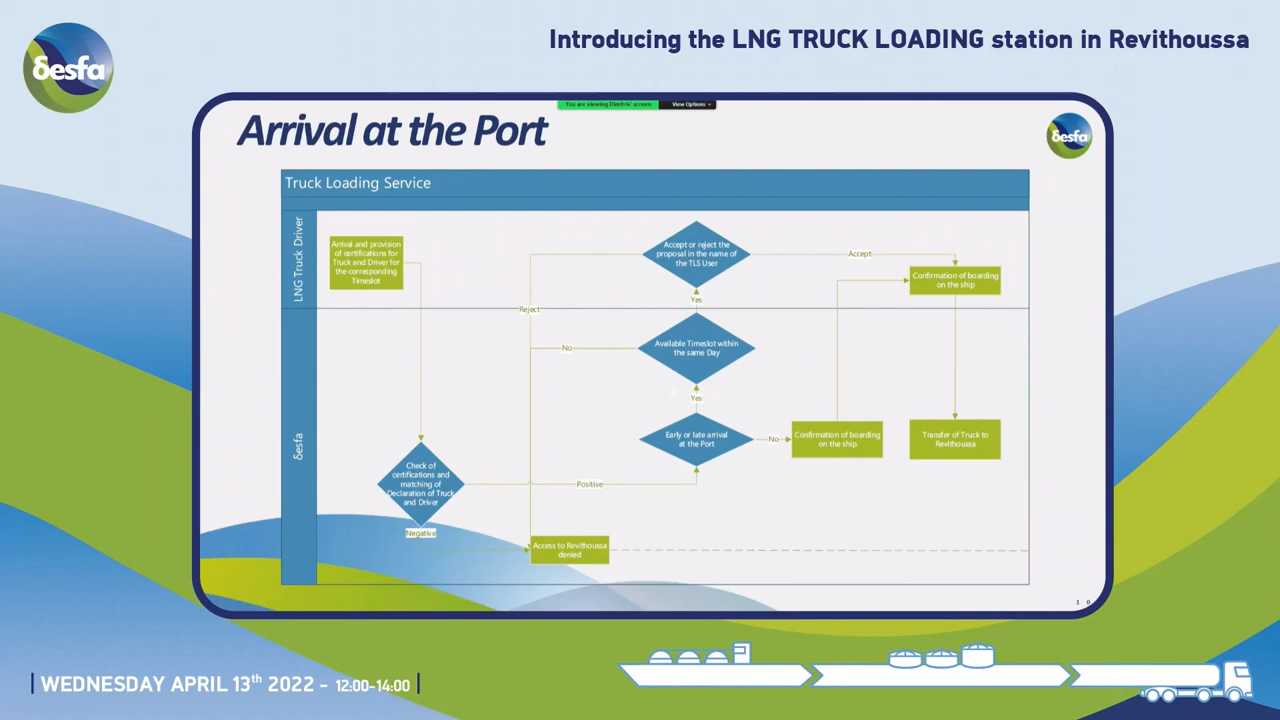 Introducing the LNG TRUCK LOADING station in Revithoussa
δesfa
You are viewing Dimitris' screen
View Options
Arrival at the Port
δesfa
Truck Loading Service
LNG Truck Driver
Arrival and provision
of certifications for
Truck and Driver for
the corresponding
Timeslot
Accept or reject the
proposal in the name of
the TLS User
Accept
Confirmation of boarding
on the ship
Yes
Reject
δesfa
Available Timeslot within
the same Day
No
Yes
Early or late arrival
at the Port
No
Confirmation of boarding
on the ship
Transfer of Truck to
Revithoussa
Check of
certifications and
matching of
Declaration of Truck
and Driver
Positive
Negative
Access to Revithoussa
denied
1 0
WEDNESDAY APRIL 13th 2022 - 12:00-14:00